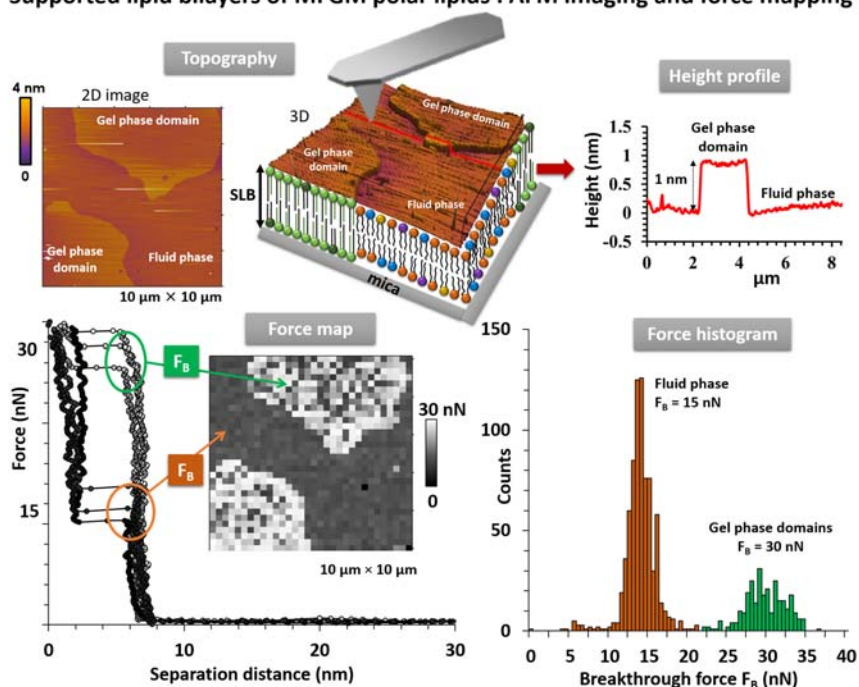 Supported lipid bilayers of MFGM polar lipids : AFM imaging and force mapping
Topography
2D image
4 nm
0
Gel phase domain
Gel phase
domain
Fluid phase
10 µm × 10 µm
3D
Gel phase domain
Gel phase
domain
Fluid phase
SLB
mica
Height profile
Height (nm)
1.5
1
0.5
0
-0.5
Gel phase
domain
1 nm
Fluid phase
0
2
4
6
8
µm
Force (nN)
30
15
0
10
20
30
Separation distance (nm)
FB
FB
Force map
30 nN
0
10 µm × 10 µm
Force histogram
Counts
150
100
50
0
Fluid phase
FB = 15 nN
Gel phase domains
FB = 30 nN
0
5
10
15
20
25
30
35
40
Breakthrough force FB (nN)